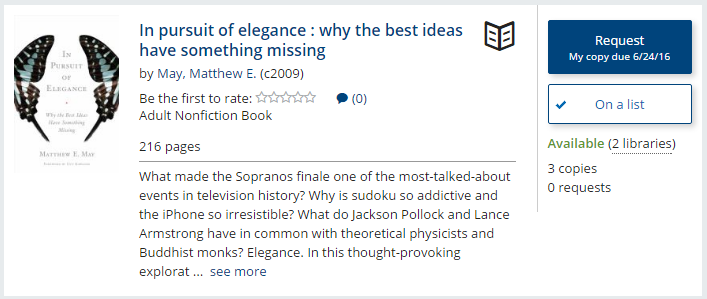 IN
PURSUIT
OF
ELEGANCE
Why the Best Ideas
Have Something
Missing
MATTHEW E. MAY
In pursuit of elegance : why the best ideas
have something missing
by May, Matthew E. (c2009)
Be the first to rate: (0)
Adult Nonfiction Book
216 pages
What made the Sopranos finale one of the most-talked-about
events in television history? Why is sudoku so addictive and
the iPhone so irresistible? What do Jackson Pollock and Lance
Armstrong have in common with theoretical physicists and
Buddhist monks? Elegance. In this thought-provoking
explorat ... see more
Request
My copy due 6/24/16
On a list
Available (2 libraries)
3 copies
0 requests